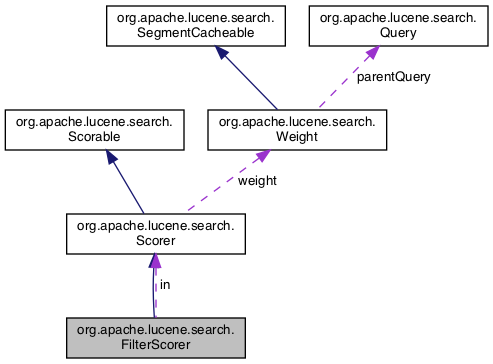 org.apache.lucene.search.
SegmentCacheable
org.apache.lucene.search.
Query
parentQuery
org.apache.lucene.search.
Scorable
org.apache.lucene.search.
Weight
weight
org.apache.lucene.search.
Scorer
in
org.apache.lucene.search.
FilterScorer